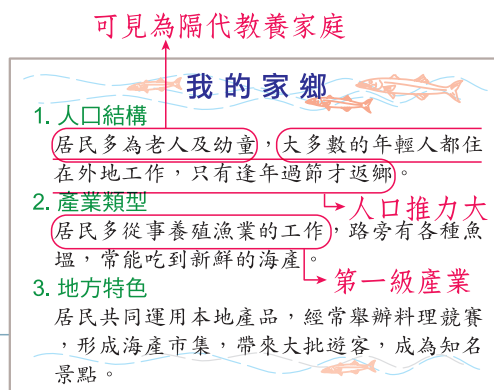 可見為隔代教養家庭
我的家鄉
1. 人口結構
居民多為老人及幼童，大多數的年輕人都住
在外地工作，只有逢年過節才返鄉。
人口推力大
2. 產業類型
居民多從事養殖漁業的工作，路旁有各種魚
塭，常能吃到新鮮的海產。
第一級產業
3. 地方特色
居民共同運用本地產品，經常舉辦料理競賽
，形成海產市集，帶來大批遊客，成為知名
景點。